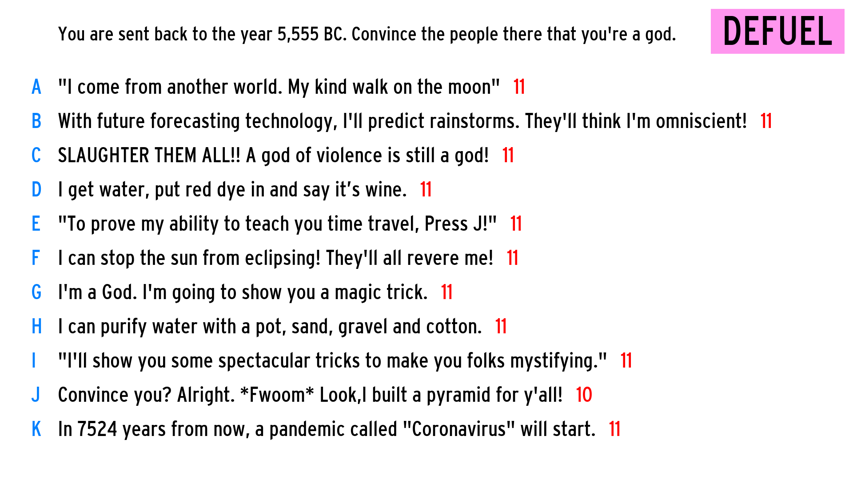 You are sent back to the year 5,555 BC. Convince the people there that you're a god.
DEFUEL
A "I come from another world. My kind walk on the moon" 11
B With future forecasting technology, I'll predict rainstorms. They'll think I'm omniscient! 11
C SLAUGHTER THEM ALL!! A god of violence is still a god! 11
D I get water, put red dye in and say it’s wine. 11
E "To prove my ability to teach you time travel, Press J!" 11
F I can stop the sun from eclipsing! They'll all revere me! 11
G I'm a God. I'm going to show you a magic trick. 11
H I can purify water with a pot, sand, gravel and cotton. 11
I "I'll show you some spectacular tricks to make you folks mystifying." 11
J Convince you? Alright. *Fwoom* Look,I built a pyramid for y'all! 10
K In 7524 years from now, a pandemic called "Coronavirus" will start. 11